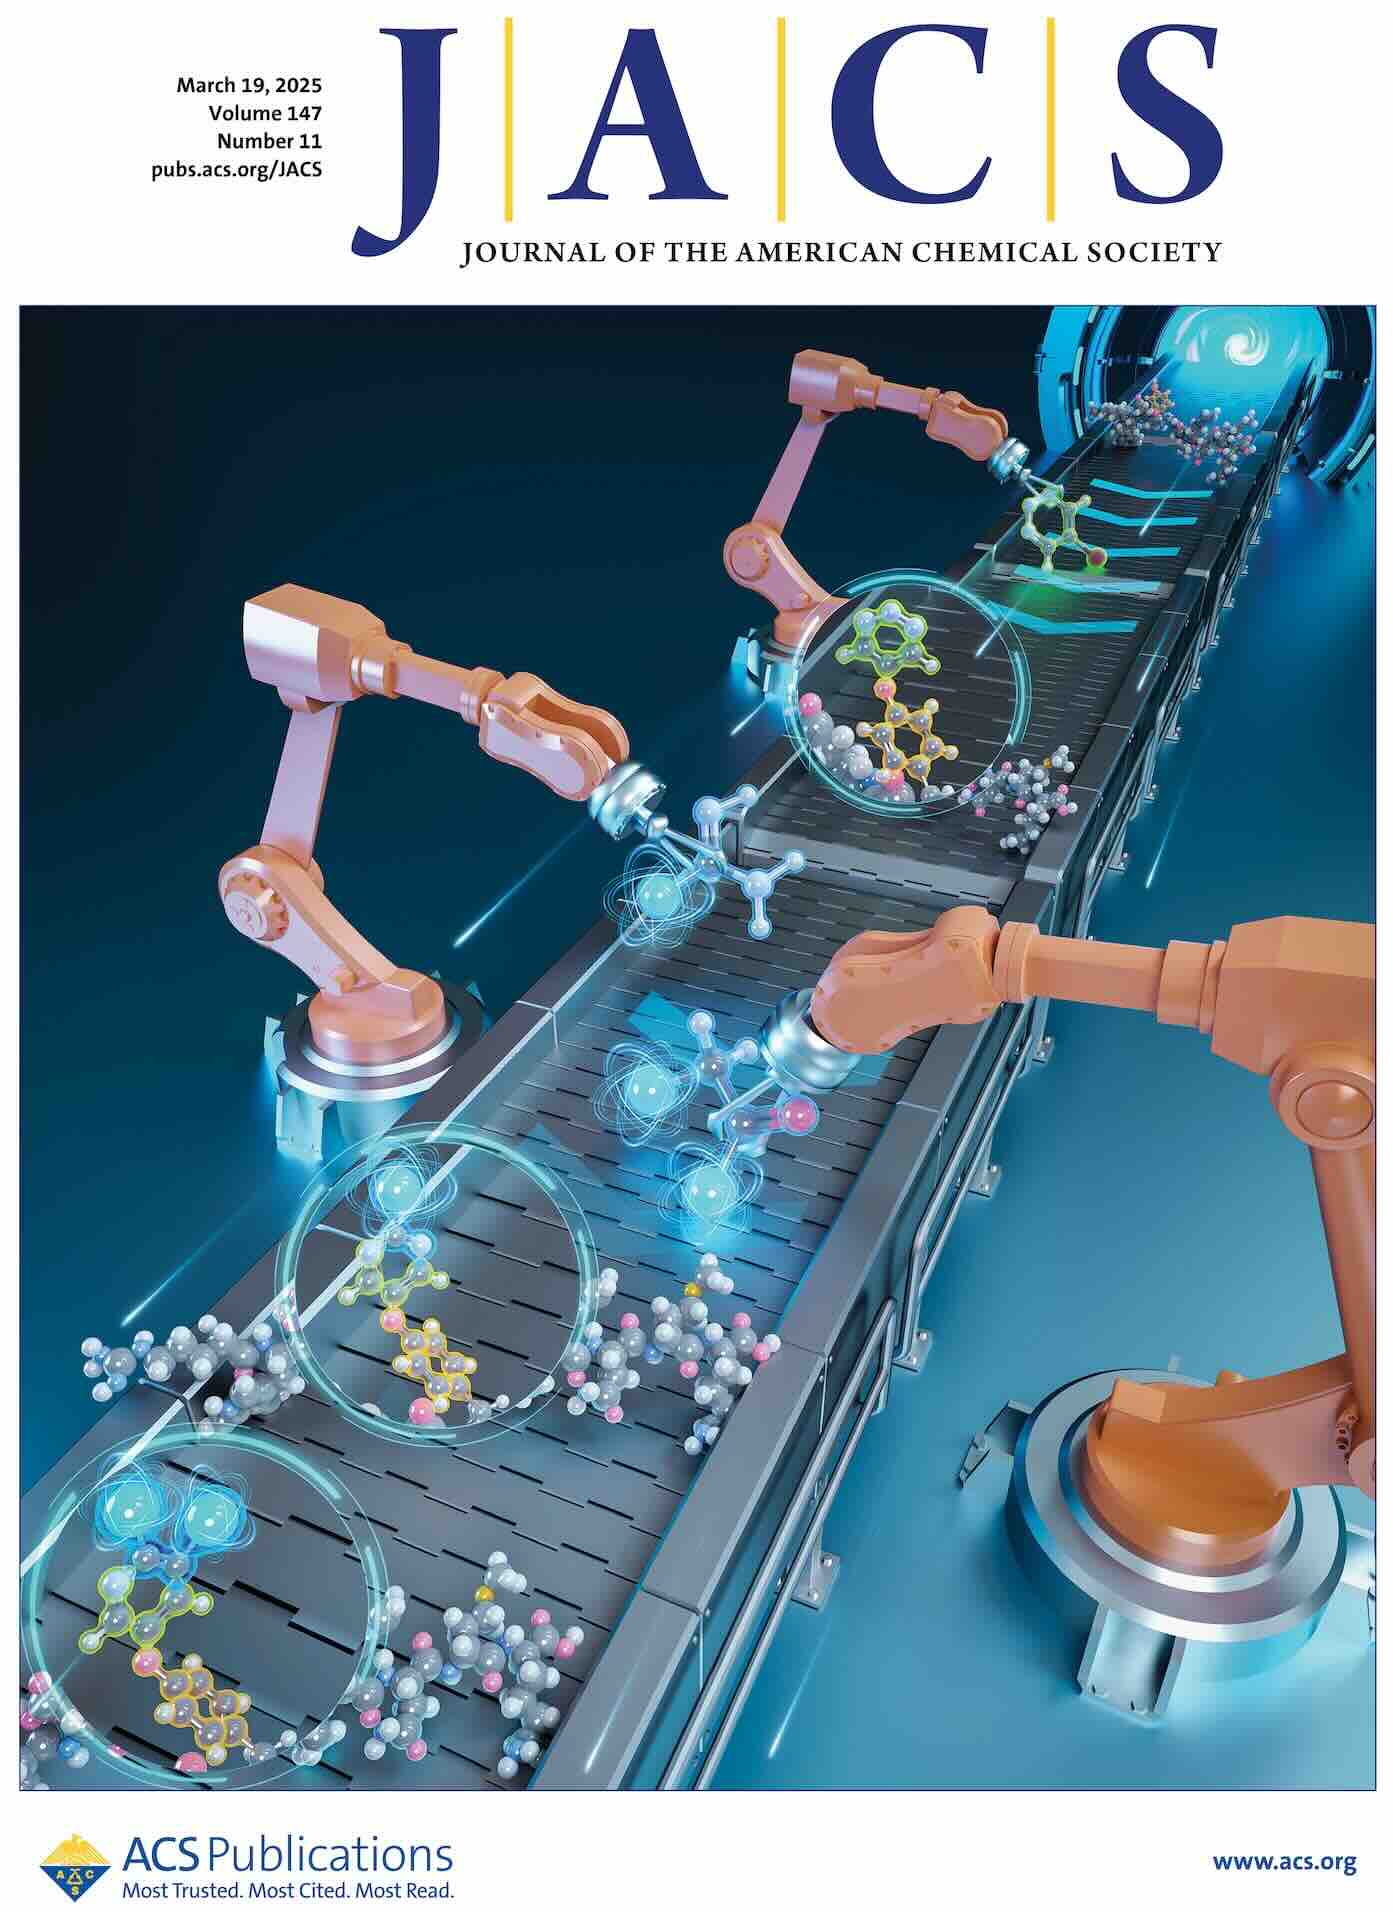 March 19, 2025
Volume 147
Number 11
pubs.acs.org/JACS
J|A|C|S
JOURNAL OF THE AMERICAN CHEMICAL SOCIETY
A C S
ACS Publications
Most Trusted. Most Cited. Most Read.
www.acs.org